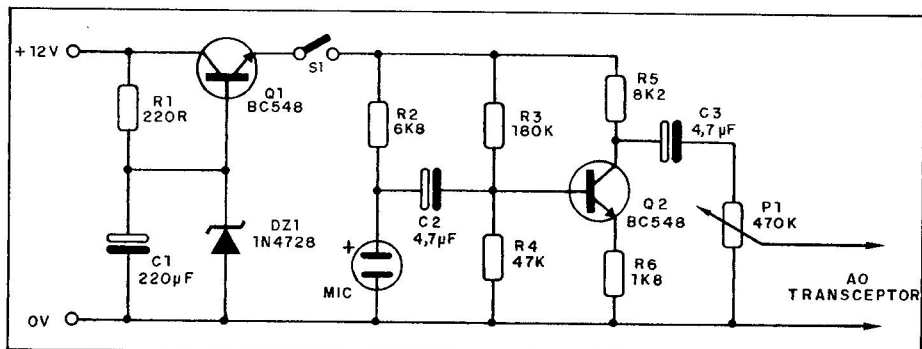 +12V
R1
220R
Q1
BC548
S1
R2
6K8
R3
180K
R5
8K2
C3
4,7µF
C2
4,7µF
Q2
BC548
P1
470K
C1
220µF
DZ1
1N4728
+
MIC
R4
47K
R6
1K8
AO
TRANSCEPTOR
0V